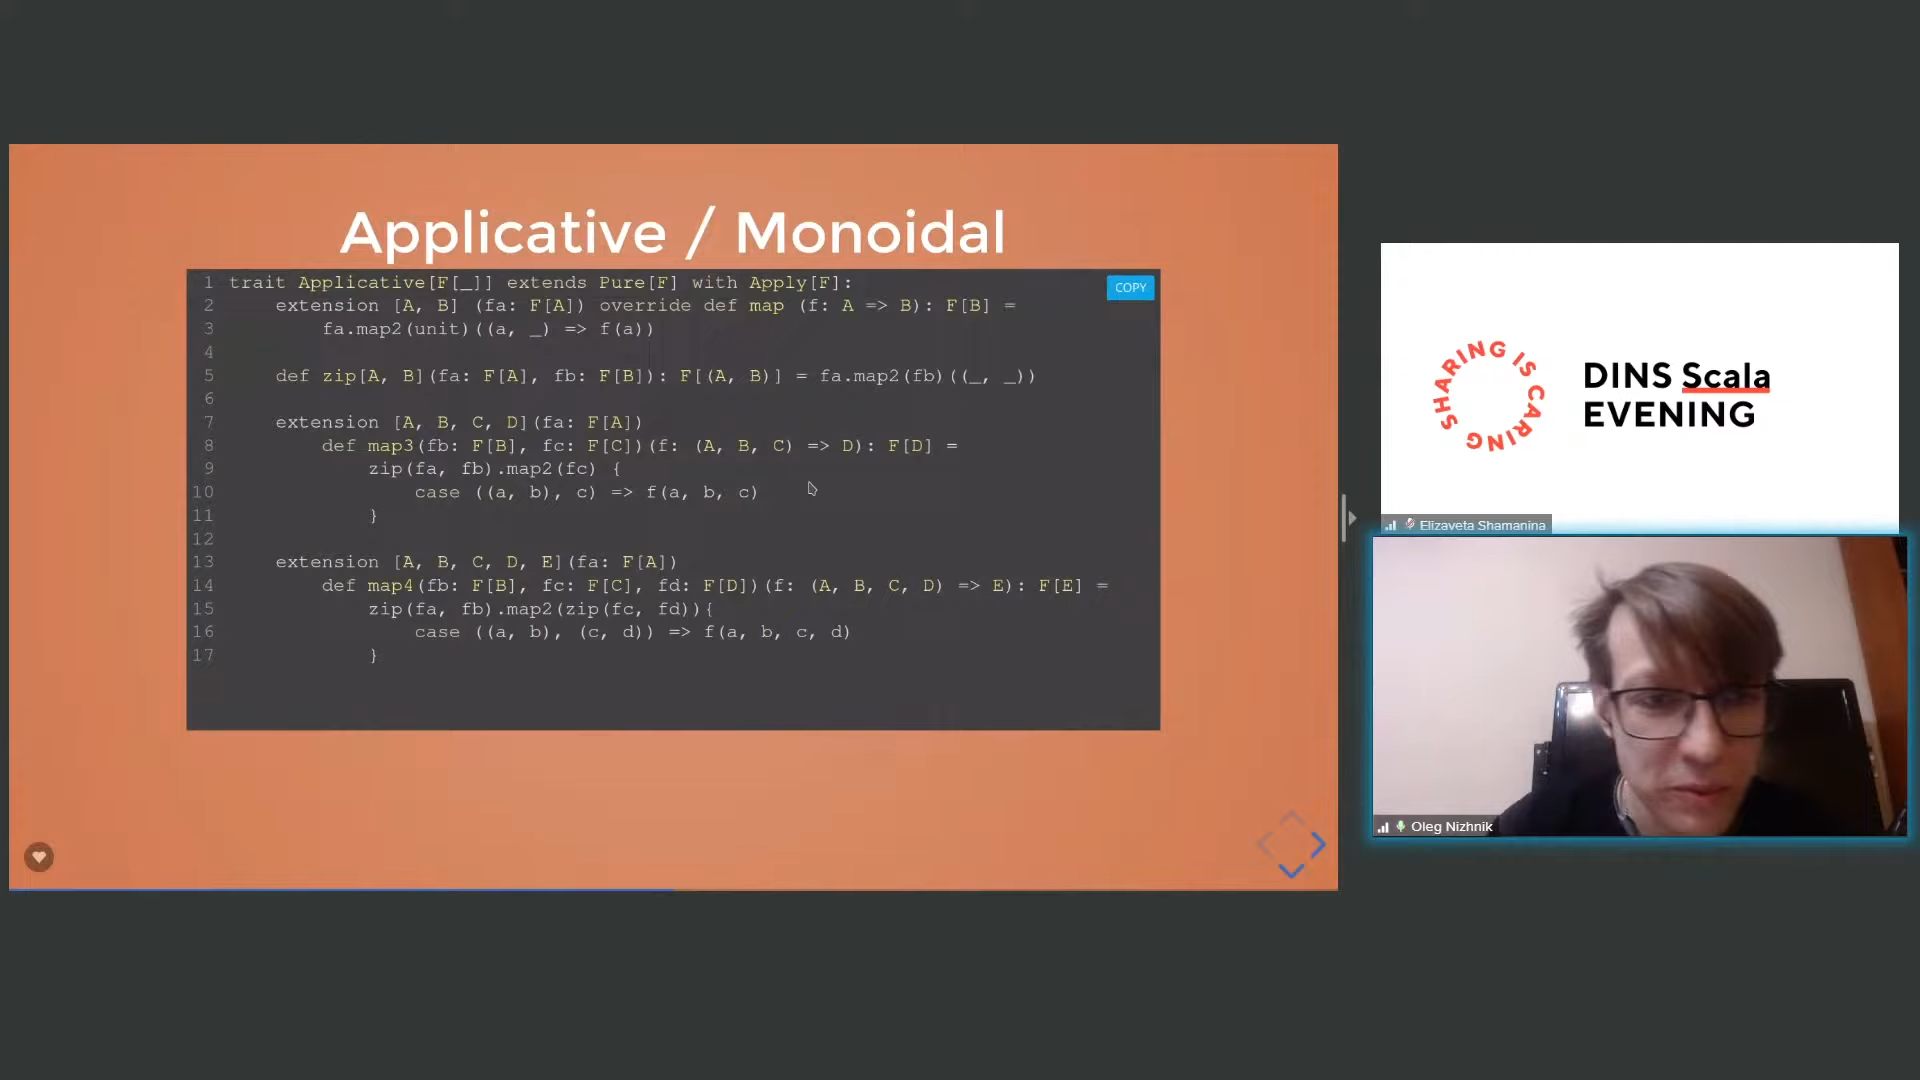 Applicative / Monoidal
COPY
1 trait Applicative[F[_]] extends Pure[F] with Apply[F]:
2 extension [A, B] (fa: F[A]) override def map (f: A => B): F[B] =
3 fa.map2(unit)((a, _) => f(a))
4
5 def zip[A, B](fa: F[A], fb: F[B]): F[(A, B)] = fa.map2(fb)((_, _))
6
7 extension [A, B, C, D](fa: F[A])
8 def map3(fb: F[B], fc: F[C])(f: (A, B, C) => D): F[D] =
9 zip(fa, fb).map2(fc) {
10 case ((a, b), c) => f(a, b, c)
11 }
12
13 extension [A, B, C, D, E](fa: F[A])
14 def map4(fb: F[B], fc: F[C], fd: F[D])(f: (A, B, C, D) => E): F[E] =
15 zip(fa, fb).map2(zip(fc, fd)){
16 case ((a, b), (c, d)) => f(a, b, c, d)
17 }
SHARING IS CARING
DINS Scala
EVENING
Elizaveta Shamanina
Oleg Nizhnik